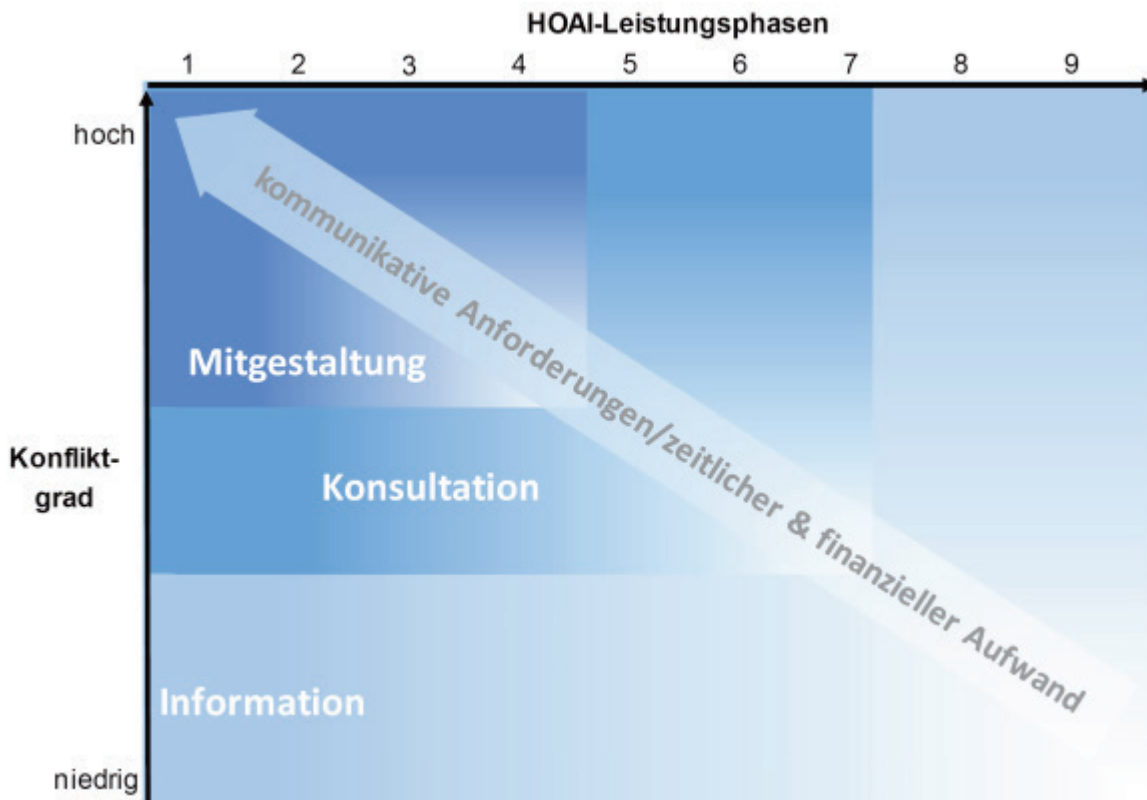 HOAI-Leistungsphasen
1 2 3 4 5 6 7 8 9
hoch
kommunikative Anforderungen/zeitlicher & finanzieller Aufwand
Mitgestaltung
Konflikt-
grad
Konsultation
Information
niedrig